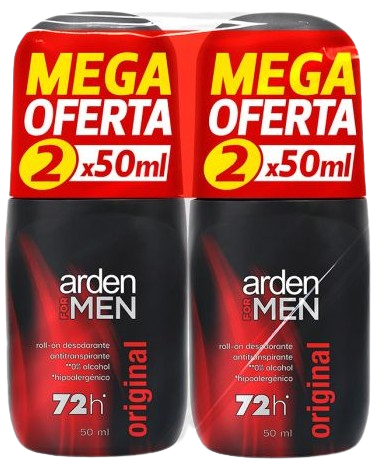 MEGA
OFERTA
2 x50ml
arden
FOR MEN
roll-on desodorante
antitranspirante
**0% alcohol
*hipoalergénico
72h*
50 ml
original
MEGA
OFERTA
2 x50ml
arden
FOR MEN
roll-on desodorante
antitranspirante
**0% alcohol
*hipoalergénico
72h*
50 ml
original